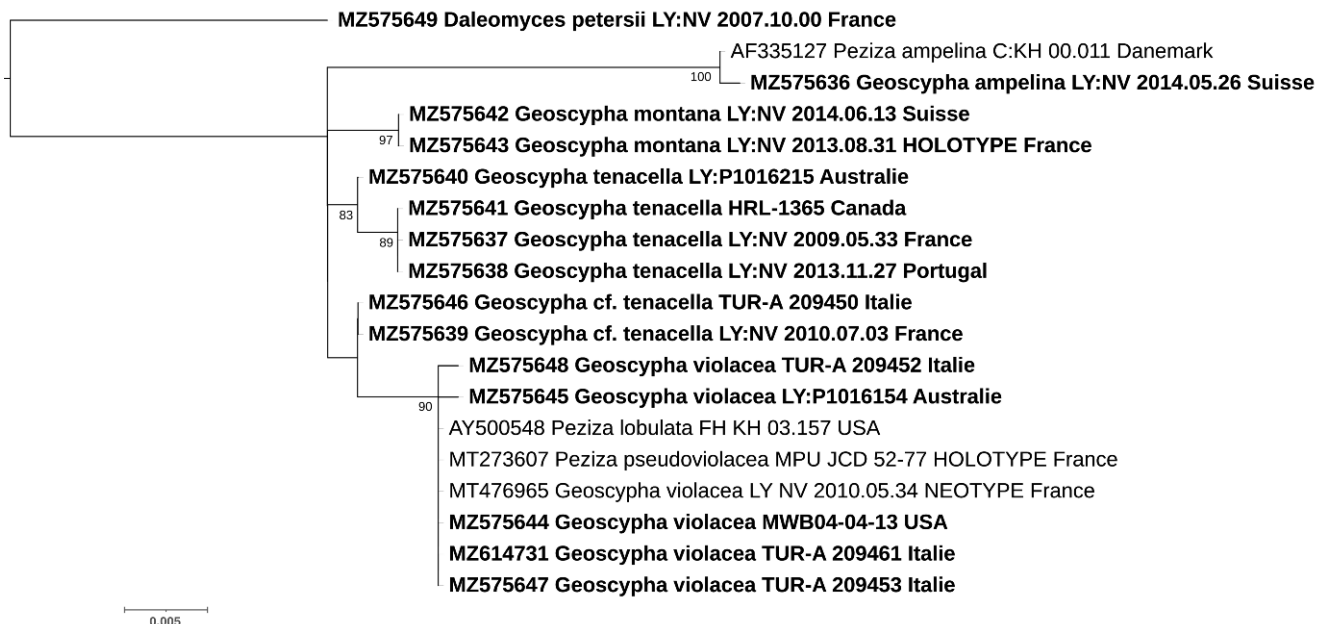 MZ575649 Daleomyces petersii LY:NV 2007.10.00 France
AF335127 Peziza ampelina C:KH 00.011 Danemark
100
MZ575636 Geoscypha ampelina LY:NV 2014.05.26 Suisse
MZ575642 Geoscypha montana LY:NV 2014.06.13 Suisse
97
MZ575643 Geoscypha montana LY:NV 2013.08.31 HOLOTYPE France
MZ575640 Geoscypha tenacella LY:P1016215 Australie
83
MZ575641 Geoscypha tenacella HRL-1365 Canada
89
MZ575637 Geoscypha tenacella LY:NV 2009.05.33 France
MZ575638 Geoscypha tenacella LY:NV 2013.11.27 Portugal
MZ575646 Geoscypha cf. tenacella TUR-A 209450 Italie
MZ575639 Geoscypha cf. tenacella LY:NV 2010.07.03 France
MZ575648 Geoscypha violacea TUR-A 209452 Italie
MZ575645 Geoscypha violacea LY:P1016154 Australie
90
AY500548 Peziza lobulata FH KH 03.157 USA
MT273607 Peziza pseudoviolacea MPU JCD 52-77 HOLOTYPE France
MT476965 Geoscypha violacea LY NV 2010.05.34 NEOTYPE France
MZ575644 Geoscypha violacea MWB04-04-13 USA
MZ614731 Geoscypha violacea TUR-A 209461 Italie
MZ575647 Geoscypha violacea TUR-A 209453 Italie
0.005